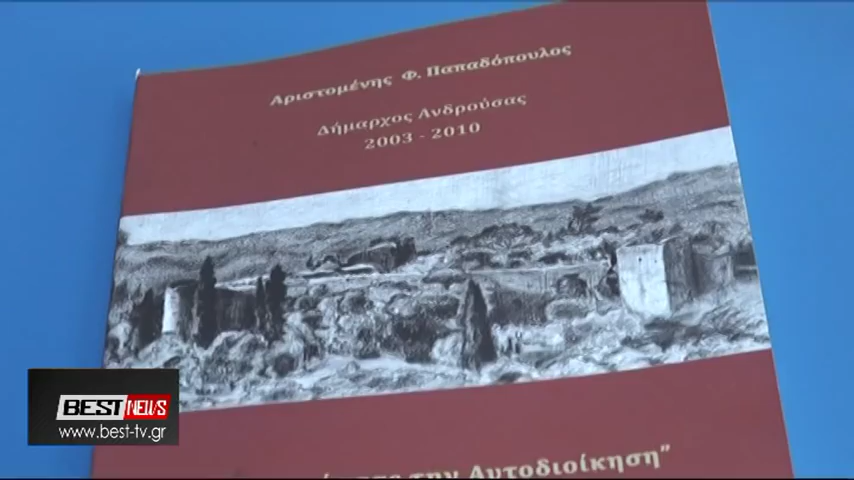 Αριστομένης Φ. Παπαδόπουλος
Δήμαρχος Ανδρούσας
2003 - 2010
την Αυτοδιοίκηση”
BEST NEWS
www.best-tv.gr